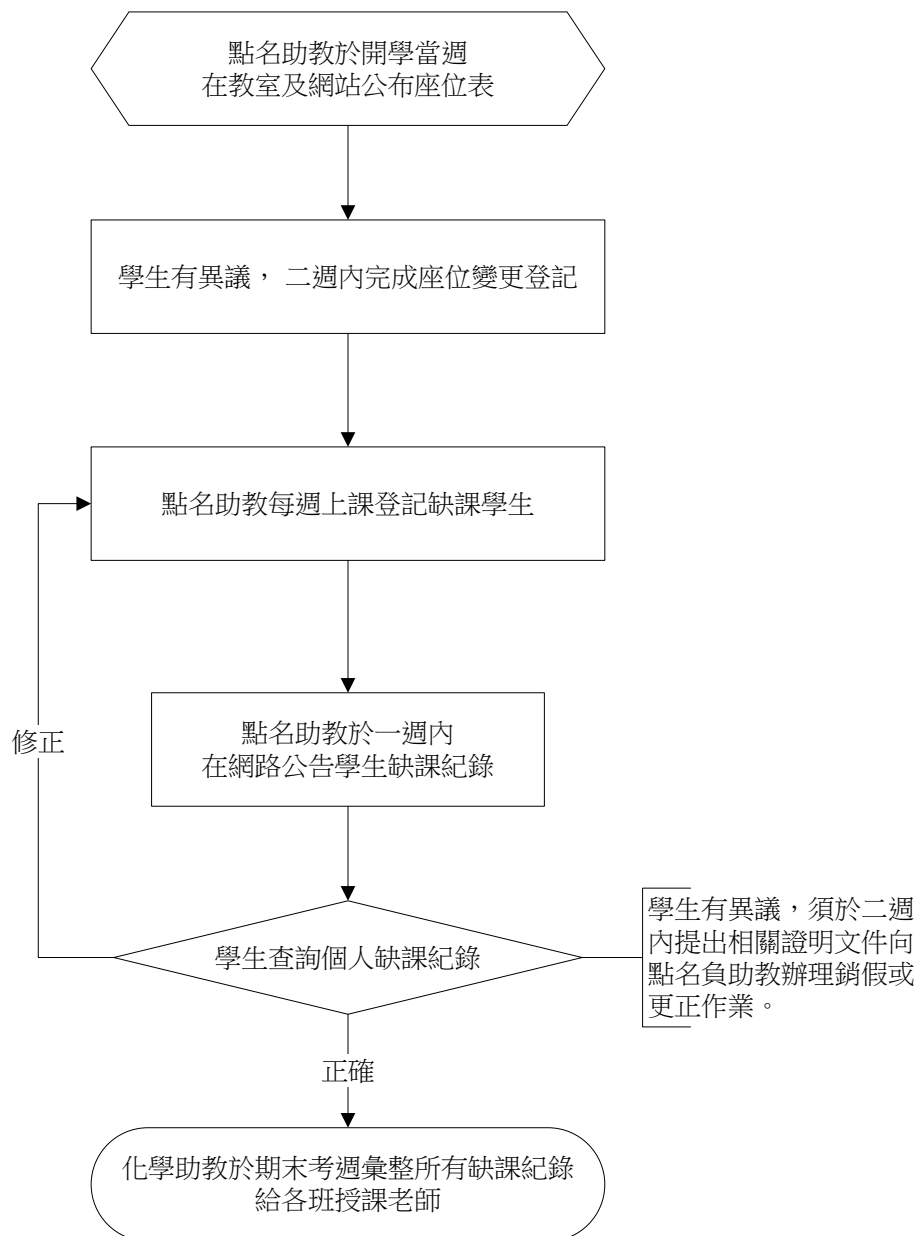 點名助教於開學當週
在教室及網站公布座位表
學生有異議， 二週內完成座位變更登記
點名助教每週上課登記缺課學生
點名助教於一週內
在網路公告學生缺課紀錄
修正
學生查詢個人缺課紀錄
學生有異議，須於二週
內提出相關證明文件向
點名負助教辦理銷假或
更正作業。
正確
化學助教於期末考週彙整所有缺課紀錄
給各班授課老師